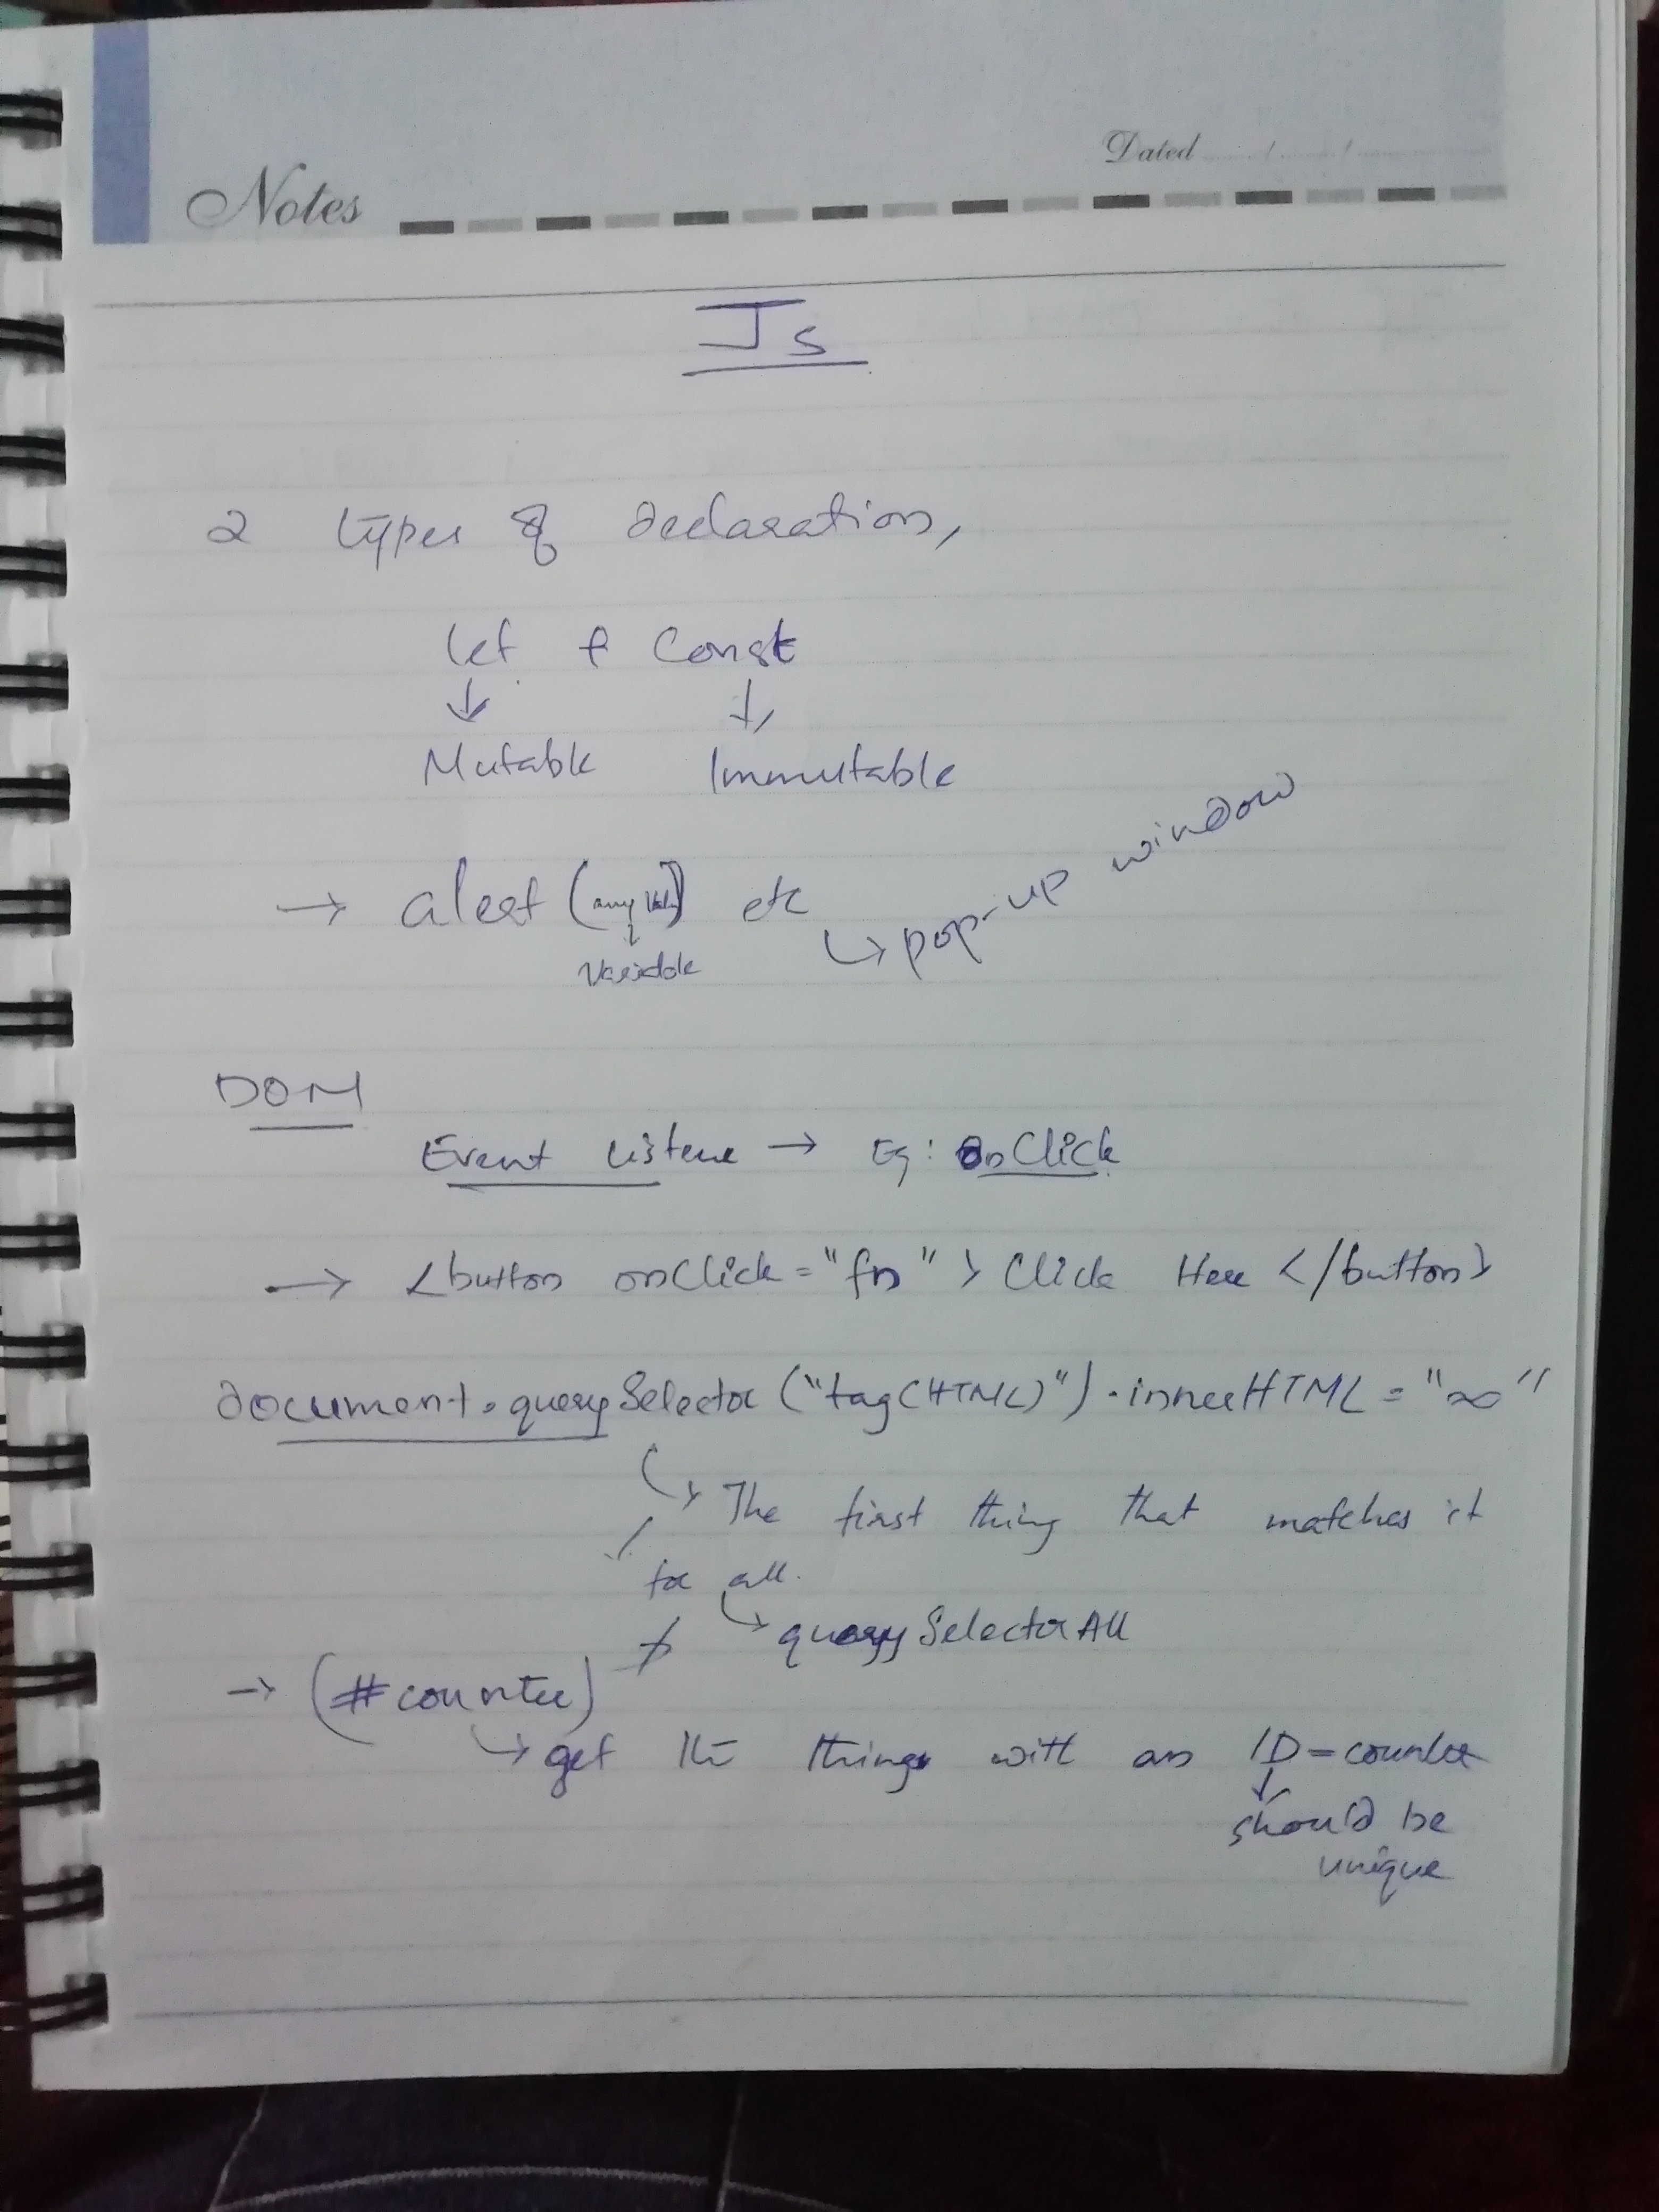 Notes
Dated ....../....../......
Js
2 types of declaration,
let & Const
↓ ↓
Mutable Immutable
→ alert (any val) etc
↳ pop-up window
↓
Variable
DOM
Event Listener → Eg: onClick
→ <button onClick="fn"> Click Here </button>
document.querySelector("tag(HTML)").innerHTML = "∞"
↳ The first thing that matches it
for all.
↳ querySelectorAll
→ (#counter)
↳ get the things with an ID = counter
↓
should be
unique